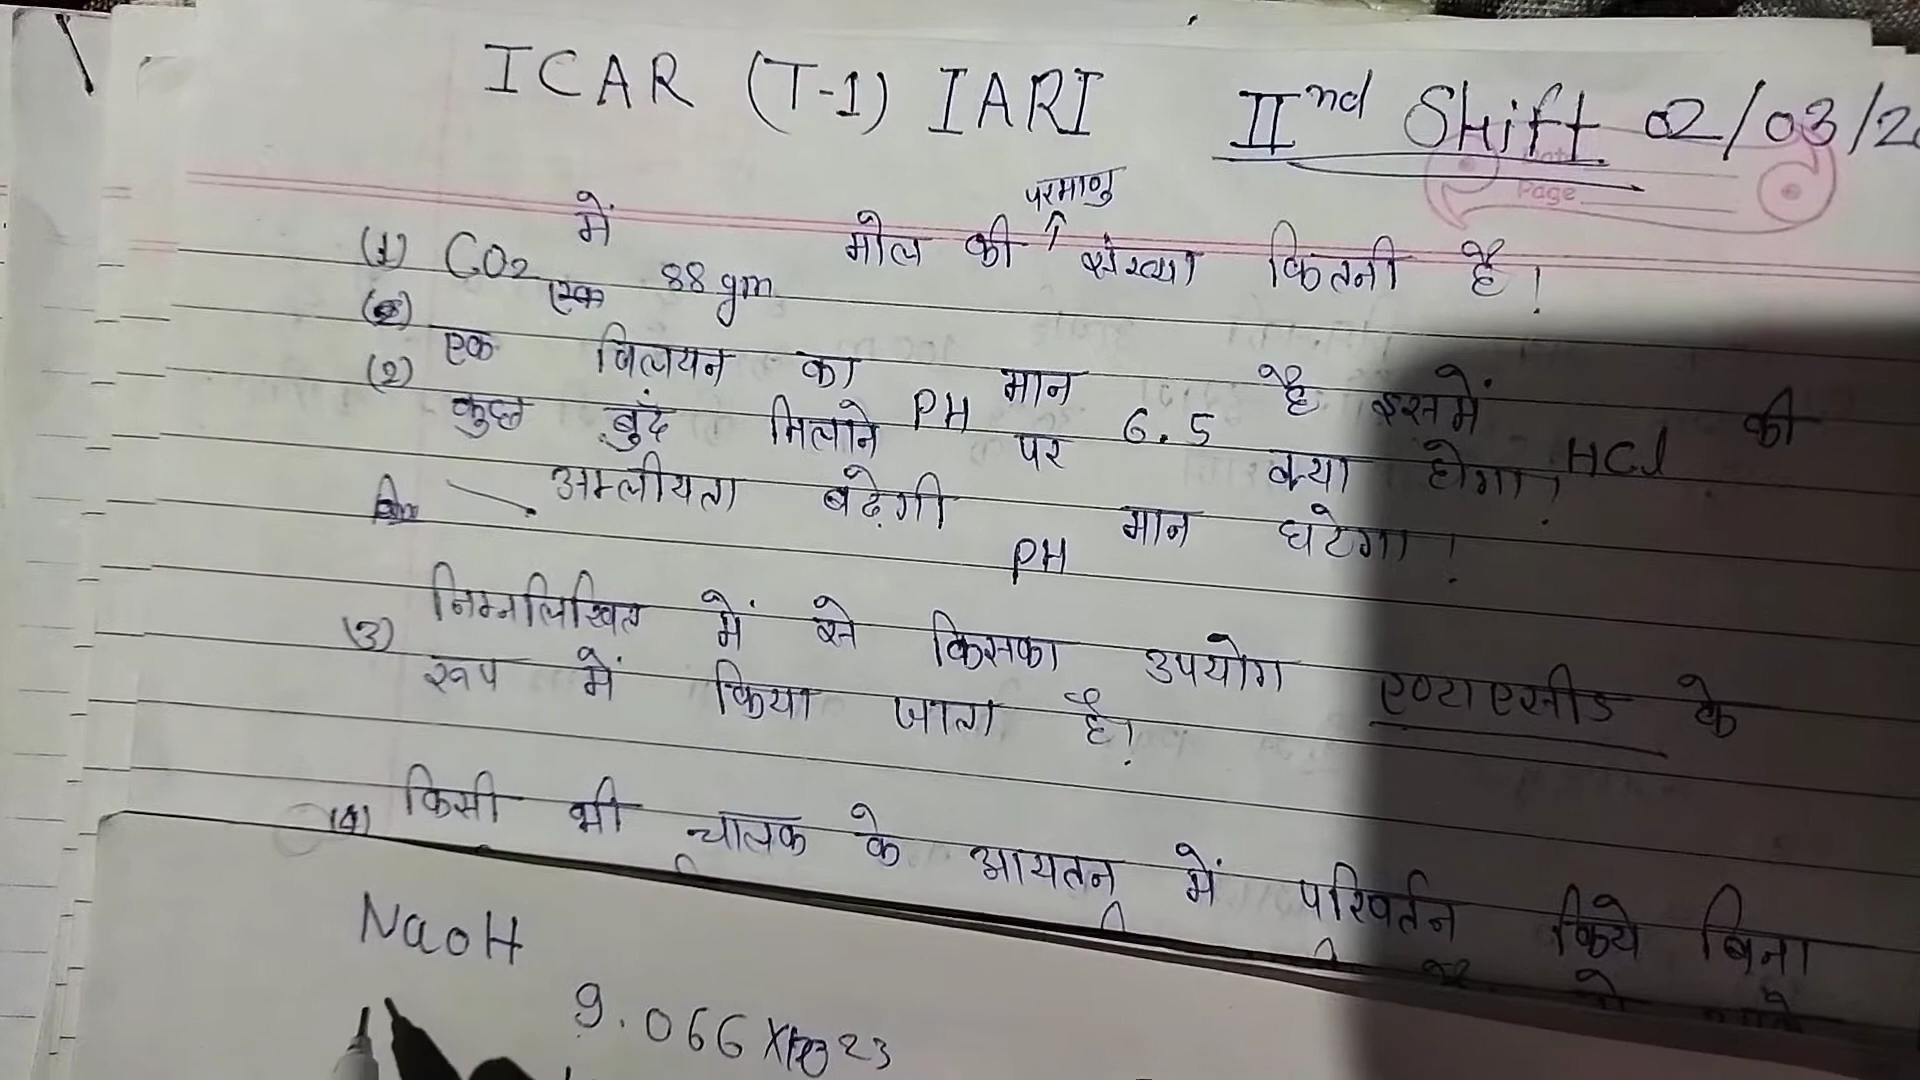 ICAR (T-1) IARI IInd Shift 02/03/2
Page
परमाणु
(1) CO2 में एक 88 gm मोल की ↑ संख्या कितनी है!
(2) एक विलयन का PH मान 6.5 है इसमें HCl की
कुछ बुंद मिलाने पर क्या होगा!
अम्लीयता बढ़ेगी PH मान घटेगा!
(3) निम्नलिखित में से किसका उपयोग एण्टाएसीड के
रूप में किया जाता है!
(4) किसी भी चालक के आयतन में परिवर्तन किये बिना
NaOH
9.066 X 23